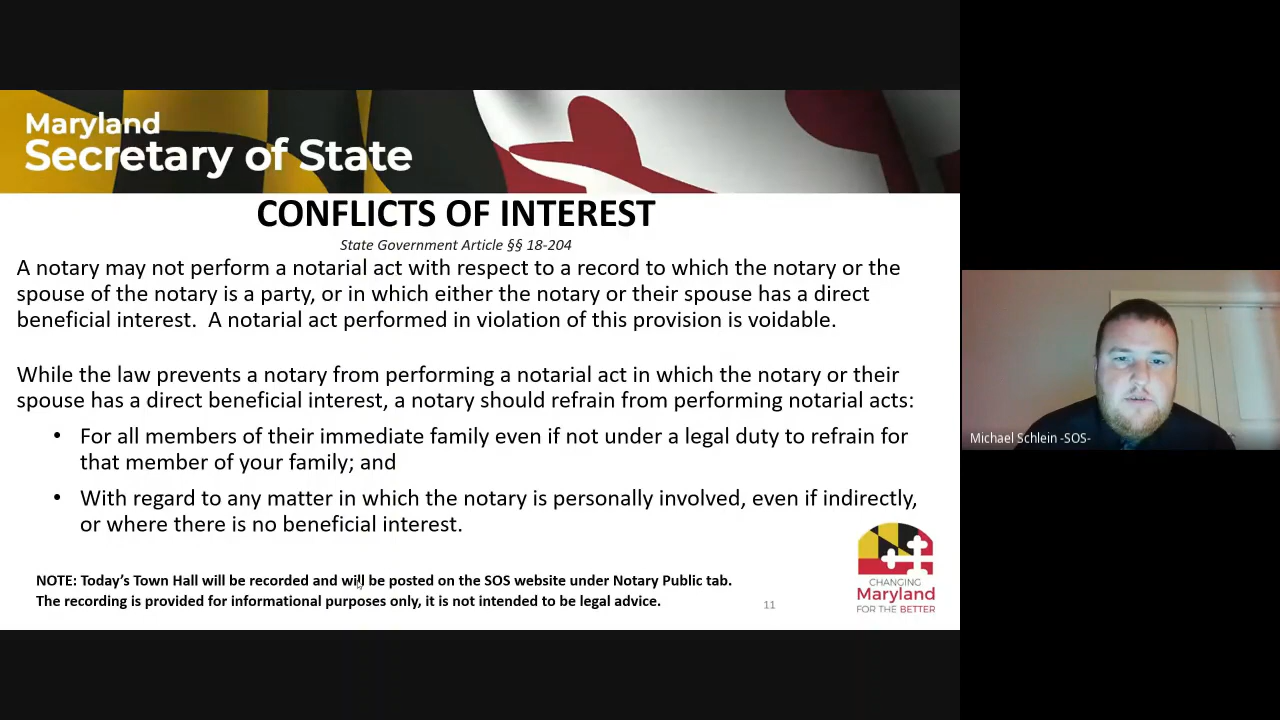 Maryland
Secretary of State
CONFLICTS OF INTEREST
State Government Article §§ 18-204
A notary may not perform a notarial act with respect to a record to which the notary or the
spouse of the notary is a party, or in which either the notary or their spouse has a direct
beneficial interest.  A notarial act performed in violation of this provision is voidable.
While the law prevents a notary from performing a notarial act in which the notary or their
spouse has a direct beneficial interest, a notary should refrain from performing notarial acts:
• For all members of their immediate family even if not under a legal duty to refrain for
that member of your family; and
• With regard to any matter in which the notary is personally involved, even if indirectly,
or where there is no beneficial interest.
NOTE: Today's Town Hall will be recorded and will be posted on the SOS website under Notary Public tab.
The recording is provided for informational purposes only, it is not intended to be legal advice.
11
CHANGING
Maryland
FOR THE BETTER
Michael Schlein -SOS-